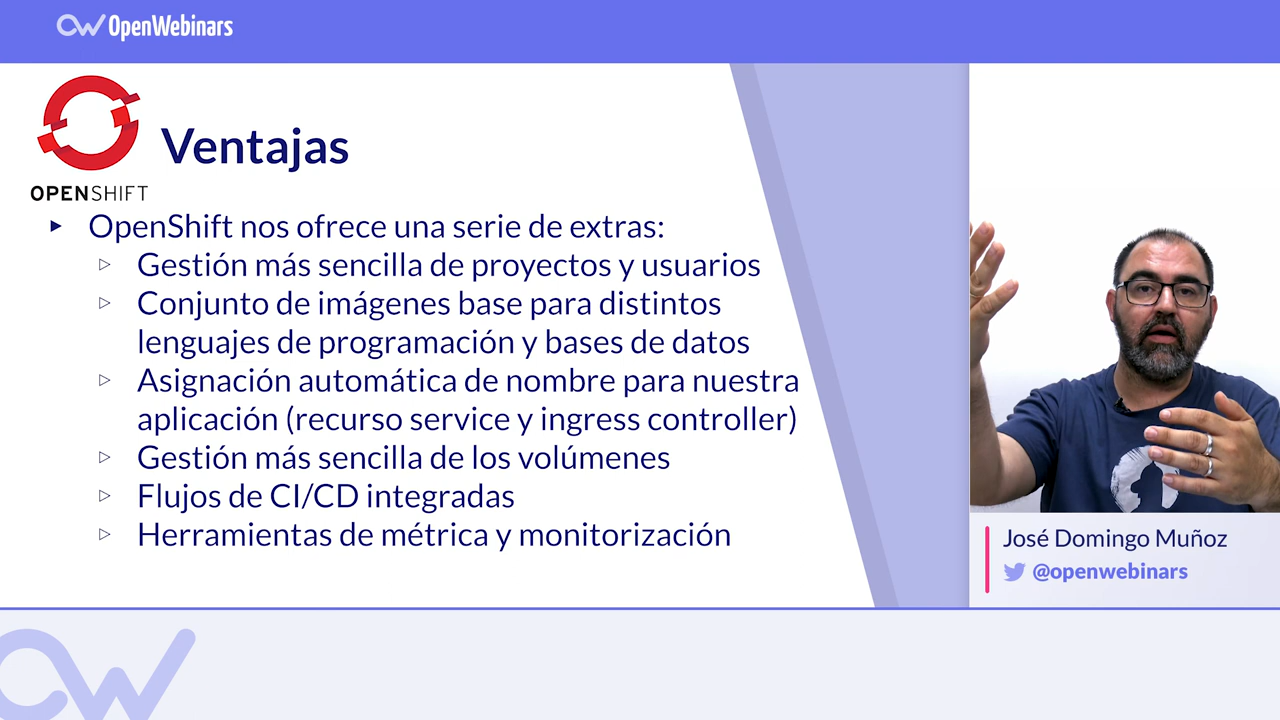 OpenWebinars
Ventajas
OPENSHIFT
▸ OpenShift nos ofrece una serie de extras:
▹ Gestión más sencilla de proyectos y usuarios
▹ Conjunto de imágenes base para distintos
lenguajes de programación y bases de datos
▹ Asignación automática de nombre para nuestra
aplicación (recurso service y ingress controller)
▹ Gestión más sencilla de los volúmenes
▹ Flujos de CI/CD integradas
▹ Herramientas de métrica y monitorización
José Domingo Muñoz
@openwebinars